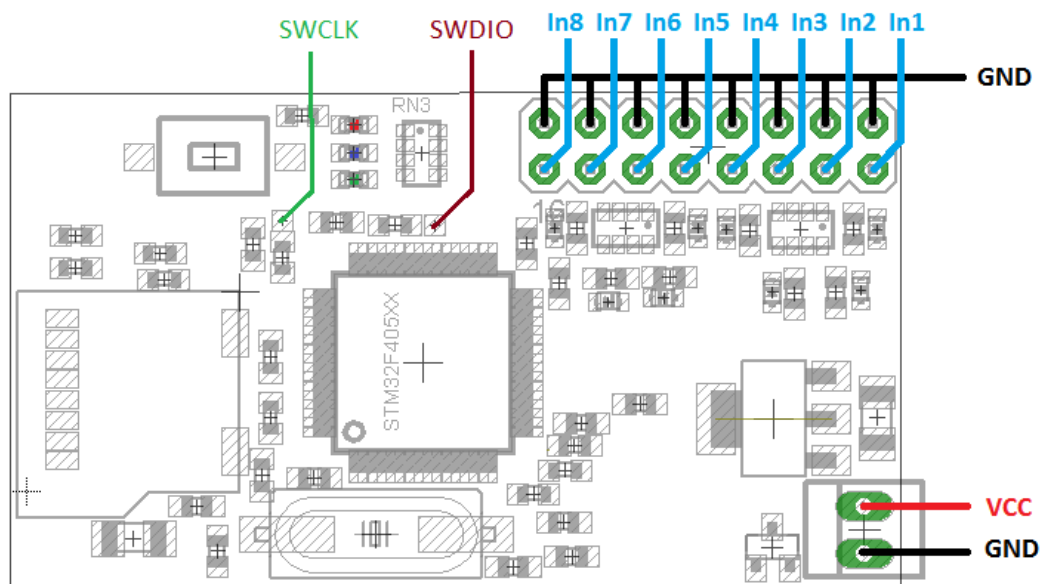 SWCLK SWDIO In8 In7 In6 In5 In4 In3 In2 In1
GND
RN3
16
STM32F405XX
VCC
GND